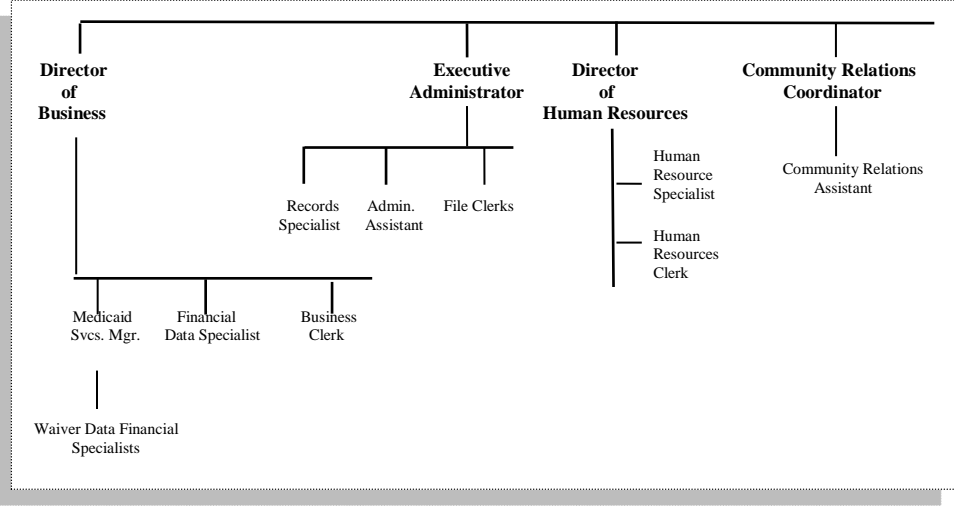 Director
of
Business
Executive
Administrator
Director
of
Human Resources
Community Relations
Coordinator
Human
Resource
Specialist
Human
Resources
Clerk
Community Relations
Assistant
Records
Specialist
Admin.
Assistant
File Clerks
Medicaid
Svcs. Mgr.
Financial
Data Specialist
Business
Clerk
Waiver Data Financial
Specialists